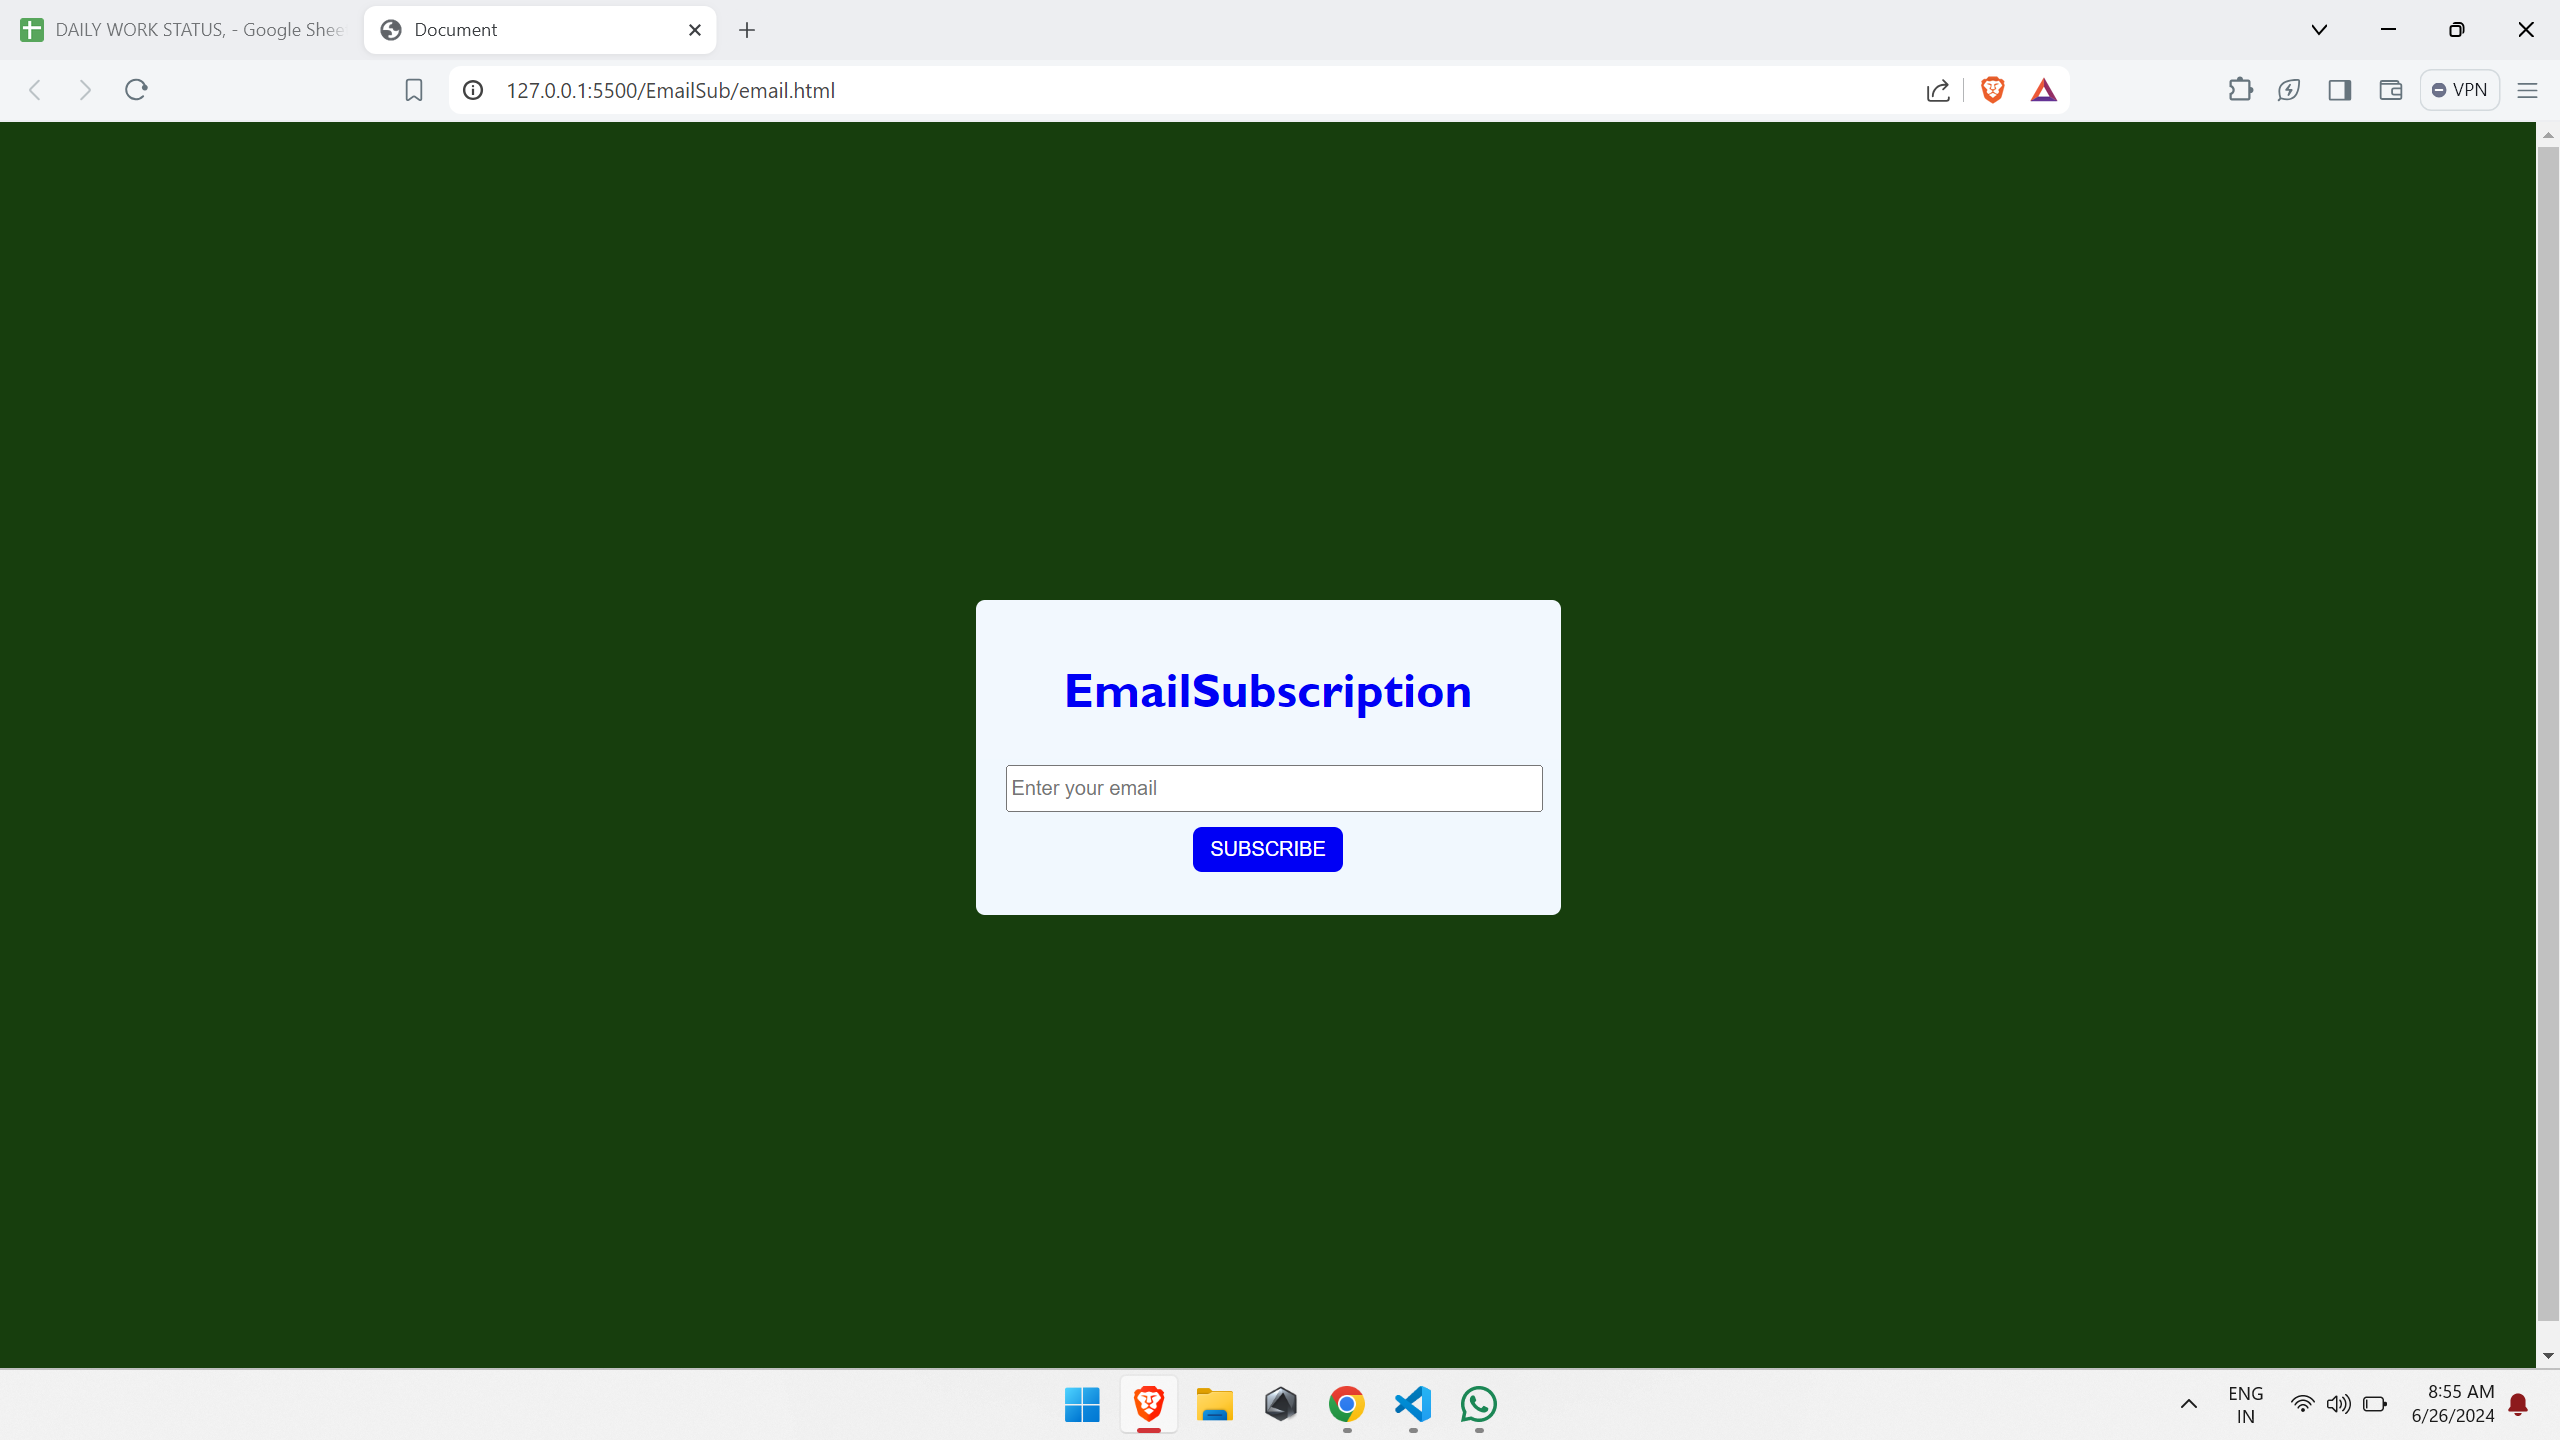 DAILY WORK STATUS, - Google Shee
Document
127.0.0.1:5500/EmailSub/email.html
VPN
EmailSubscription
Enter your email
SUBSCRIBE
ENG
IN
8:55 AM
6/26/2024